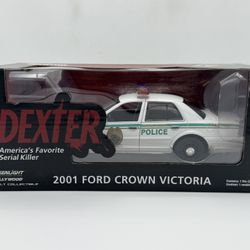 DEXTER
America's Favorite
Serial Killer
POLICE
2001 FORD CROWN VICTORIA